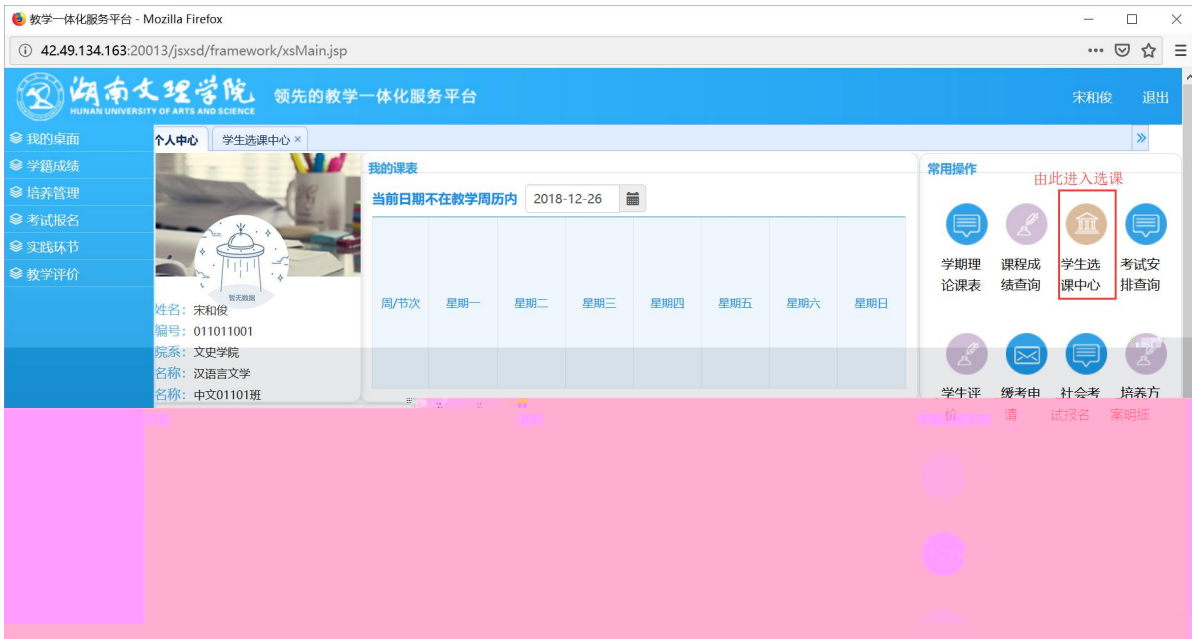 教学一体化服务平台 - Mozilla Firefox
42.49.134.163:20013/jsxsd/framework/xsMain.jsp
湖南文理学院
HUNAN UNIVERSITY OF ARTS AND SCIENCE
领先的教学一体化服务平台
宋和俊 退出
我的桌面
学籍成绩
培养管理
考试报名
实践环节
教学评价
个人中心 学生选课中心 ×
暂无数据
姓名：宋和俊
编号：011011001
院系：文史学院
名称：汉语言文学
名称：中文01101班
我的课表
当前日期不在教学周历内 2018-12-26
周/节次 星期一 星期二 星期三 星期四 星期五 星期六 星期日
常用操作
由此进入选课
学期理 课程成 学生选 考试安
论课表 绩查询 课中心 排查询
学生评 缓考申 社会考 培养方
价 请 试报名 案明细